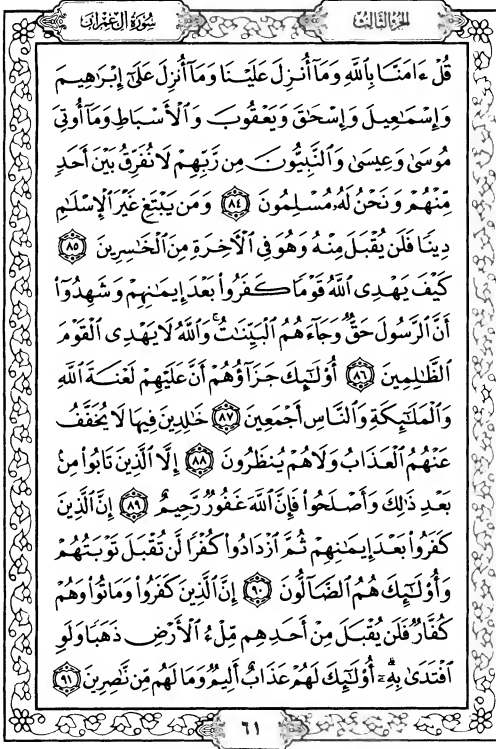 سُورَةُ آلِ عِمْرَانَ الجُزْءُ الثَّالِثُ
قُلْ ءَامَنَّا بِٱللَّهِ وَمَآ أُنزِلَ عَلَيْنَا وَمَآ أُنزِلَ عَلَىٰٓ إِبْرَٰهِيمَ
وَإِسْمَٰعِيلَ وَإِسْحَٰقَ وَيَعْقُوبَ وَٱلْأَسْبَاطِ وَمَآ أُوتِىَ
مُوسَىٰ وَعِيسَىٰ وَٱلنَّبِيُّونَ مِن رَّبِّهِمْ لَا نُفَرِّقُ بَيْنَ أَحَدٍ
مِّنْهُمْ وَنَحْنُ لَهُۥ مُسْلِمُونَ ٨٤ وَمَن يَبْتَغِ غَيْرَ ٱلْإِسْلَٰمِ
دِينًا فَلَن يُقْبَلَ مِنْهُ وَهُوَ فِى ٱلْأَخِرَةِ مِنَ ٱلْخَٰسِرِينَ ٨٥
كَيْفَ يَهْدِى ٱللَّهُ قَوْمًا كَفَرُوا۟ بَعْدَ إِيمَٰنِهِمْ وَشَهِدُوٓا۟
أَنَّ ٱلرَّسُولَ حَقٌّ وَجَآءَهُمُ ٱلْبَيِّنَٰتُ ۚ وَٱللَّهُ لَا يَهْدِى ٱلْقَوْمَ
ٱلظَّٰلِمِينَ ٨٦ أُو۟لَٰٓئِكَ جَزَآؤُهُمْ أَنَّ عَلَيْهِمْ لَعْنَةَ ٱللَّهِ
وَٱلْمَلَٰٓئِكَةِ وَٱلنَّاسِ أَجْمَعِينَ ٨٧ خَٰلِدِينَ فِيهَا لَا يُخَفَّفُ
عَنْهُمُ ٱلْعَذَابُ وَلَا هُمْ يُنظَرُونَ ٨٨ إِلَّا ٱلَّذِينَ تَابُوا۟ مِنۢ
بَعْدِ ذَٰلِكَ وَأَصْلَحُوا۟ فَإِنَّ ٱللَّهَ غَفُورٌ رَّحِيمٌ ٨٩ إِنَّ ٱلَّذِينَ
كَفَرُوا۟ بَعْدَ إِيمَٰنِهِمْ ثُمَّ ٱزْدَادُوا۟ كُفْرًا لَّن تُقْبَلَ تَوْبَتُهُمْ
وَأُو۟لَٰٓئِكَ هُمُ ٱلضَّآلُّونَ ٩٠ إِنَّ ٱلَّذِينَ كَفَرُوا۟ وَمَاتُوا۟ وَهُمْ
كُفَّارٌ فَلَن يُقْبَلَ مِنْ أَحَدِهِم مِّلْءُ ٱلْأَرْضِ ذَهَبًا وَلَوِ
ٱفْتَدَىٰ بِهِۦٓ ۗ أُو۟لَٰٓئِكَ لَهُمْ عَذَابٌ أَلِيمٌ وَمَا لَهُم مِّن نَّٰصِرِينَ ٩١
٦١